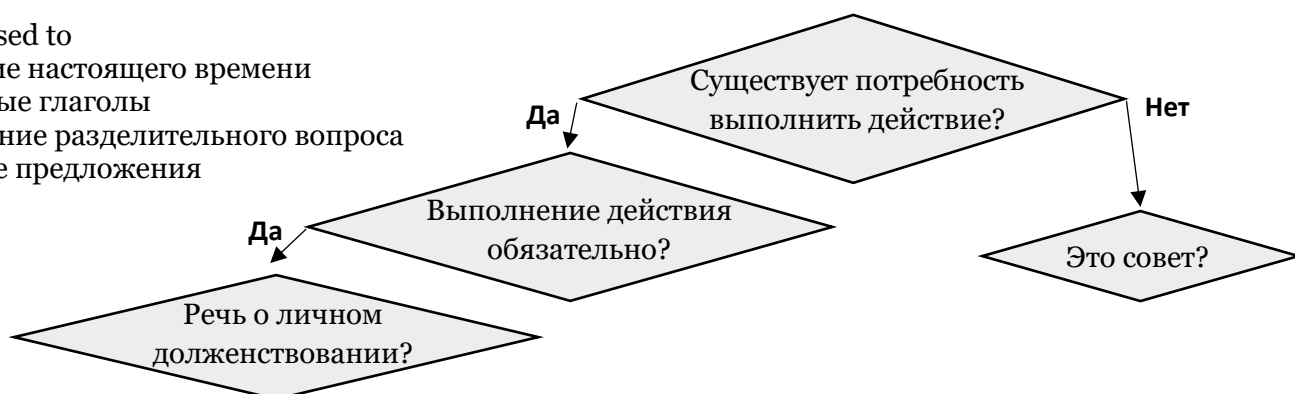 sed to
ие настоящего времени
ые глаголы
ние разделительного вопроса
е предложения
Существует потребность
выполнить действие?
Да
Нет
Выполнение действия
обязательно?
Это совет?
Да
Речь о личном
долженствовании?